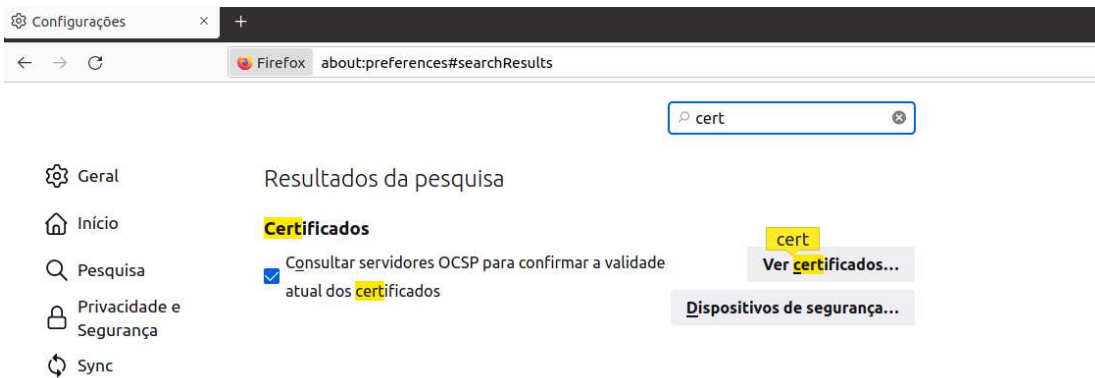 Configurações
Firefox about:preferences#searchResults
cert
Geral
Início
Pesquisa
Privacidade e
Segurança
Sync
Resultados da pesquisa
Certificados
Consultar servidores OCSP para confirmar a validade
atual dos certificados
cert
Ver certificados...
Dispositivos de segurança...